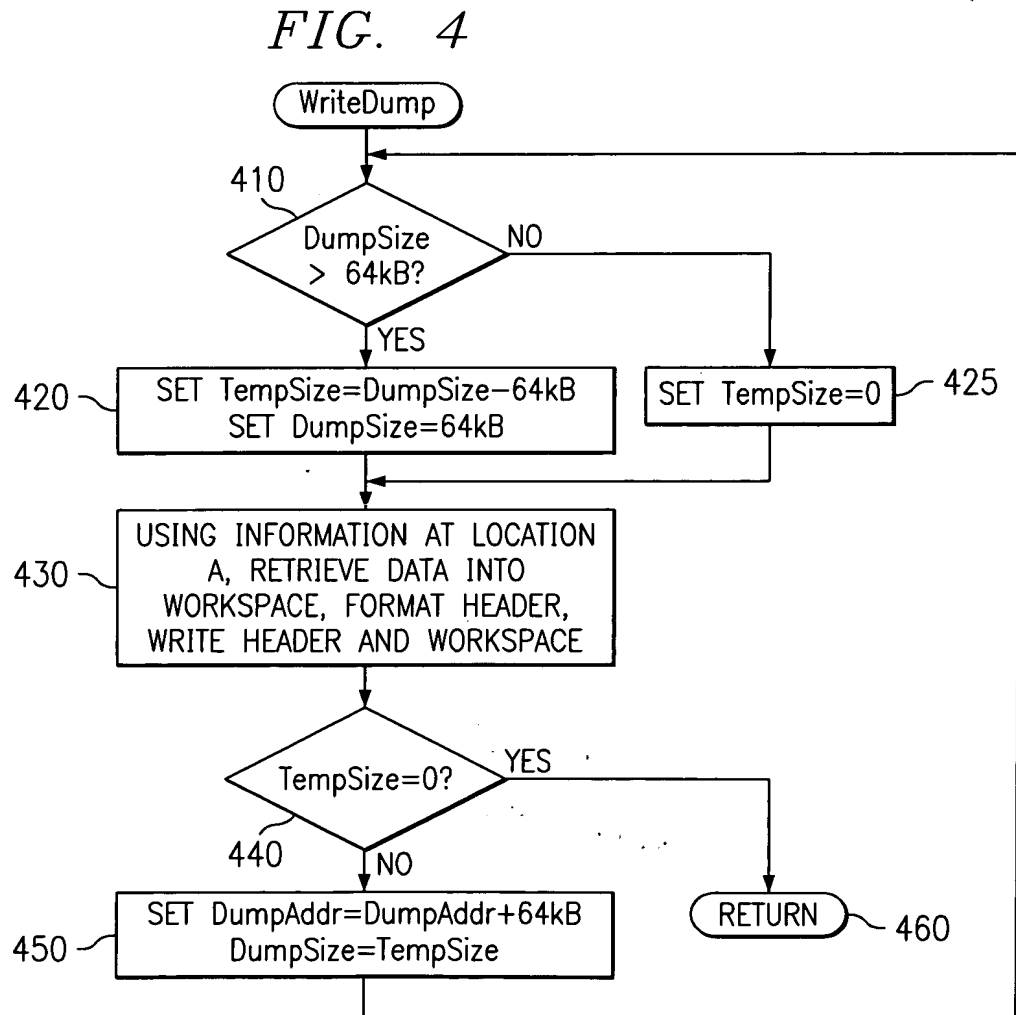 FIG. 4
WriteDump
410
DumpSize
> 64kB?
NO
YES
420
SET TempSize=DumpSize-64kB
SET DumpSize=64kB
SET TempSize=0
425
430
USING INFORMATION AT LOCATION
A, RETRIEVE DATA INTO
WORKSPACE, FORMAT HEADER,
WRITE HEADER AND WORKSPACE
TempSize=0?
YES
440
NO
450
SET DumpAddr=DumpAddr+64kB
DumpSize=TempSize
RETURN
460